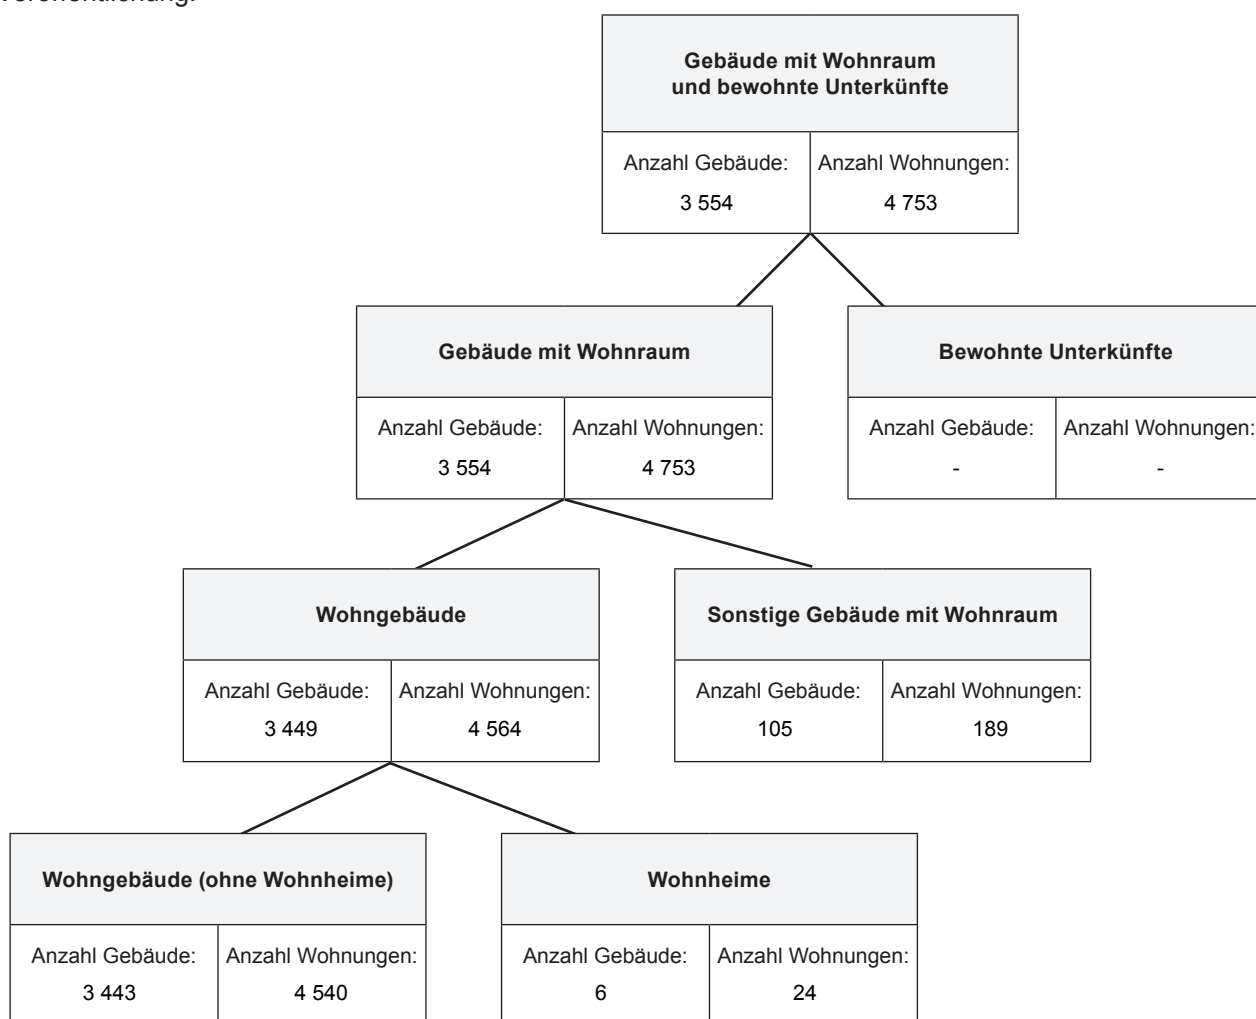 Veröffentlichung.
Gebäude mit Wohnraum
und bewohnte Unterkünfte
Anzahl Gebäude: Anzahl Wohnungen:
3 554 4 753
Gebäude mit Wohnraum Bewohnte Unterkünfte
Anzahl Gebäude: Anzahl Wohnungen: Anzahl Gebäude: Anzahl Wohnungen:
3 554 4 753 - -
Wohngebäude Sonstige Gebäude mit Wohnraum
Anzahl Gebäude: Anzahl Wohnungen: Anzahl Gebäude: Anzahl Wohnungen:
3 449 4 564 105 189
Wohngebäude (ohne Wohnheime) Wohnheime
Anzahl Gebäude: Anzahl Wohnungen: Anzahl Gebäude: Anzahl Wohnungen:
3 443 4 540 6 24